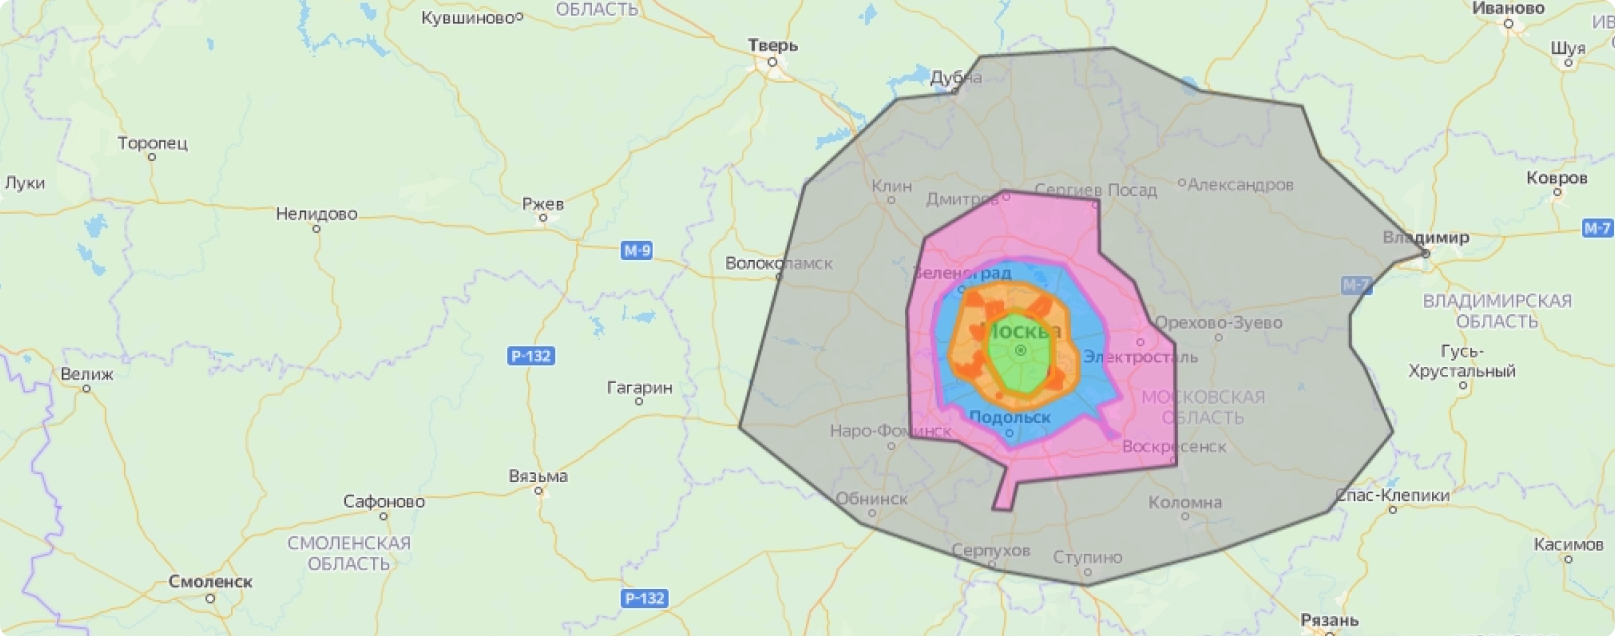 Кувшиново
ОБЛАСТЬ
Иваново
Тверь
Шуя
Дубна
Торопец
Луки
Нелидово
Ржев
Клин
Дмитров
Сергиев Посад
Александров
Ковров
М-9
М-7
Волоколамск
Зеленоград
Владимир
М-7
ВЛАДИМИРСКАЯ
ОБЛАСТЬ
Москва
Орехово-Зуево
Р-132
Электросталь
Гусь-
Хрустальный
Велиж
Гагарин
МОСКОВСКАЯ
ОБЛАСТЬ
Подольск
Наро-Фоминск
Воскресенск
Вязьма
Сафоново
Обнинск
Коломна
Спас-Клепики
СМОЛЕНСКАЯ
ОБЛАСТЬ
Серпухов
Ступино
Касимов
Смоленск
Р-132
Рязань